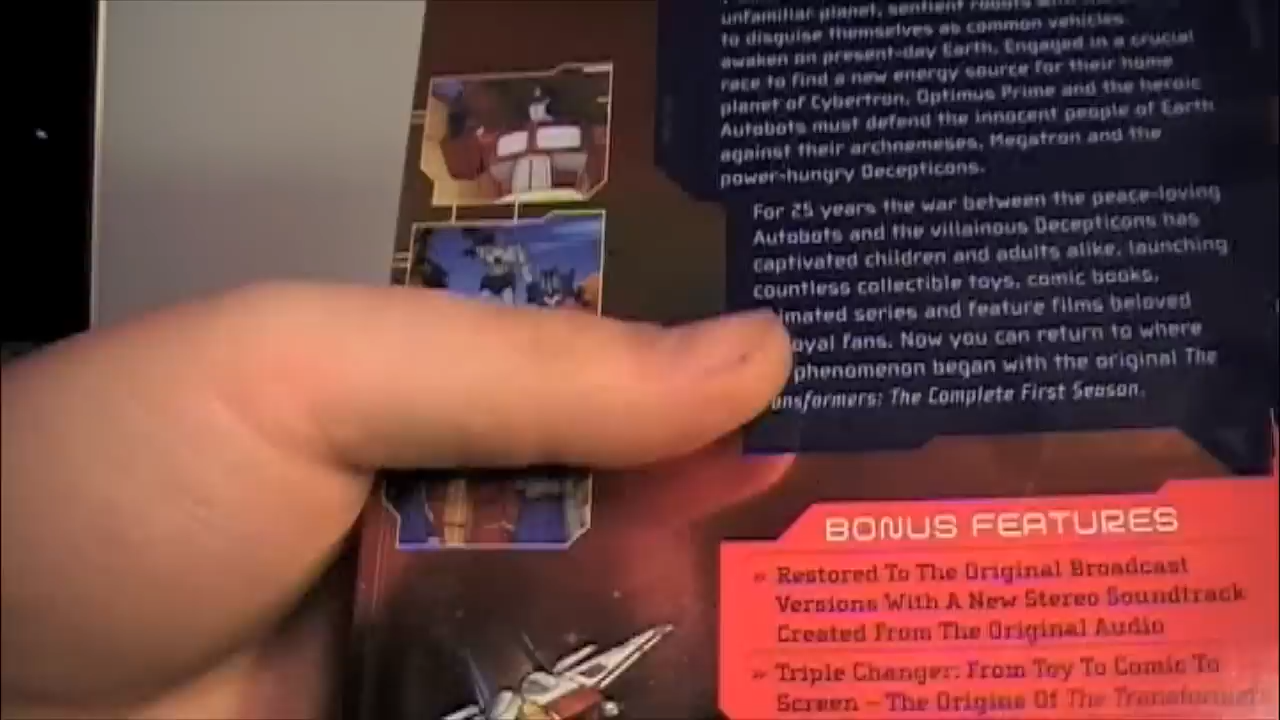 unfamiliar planet, sentient robots
to disguise themselves as common vehicles
awaken on present-day Earth. Engaged in a crucial
race to find a new energy source for their home
planet of Cybertron, Optimus Prime and the heroic
Autobots must defend the innocent people of Earth
against their archnemeses, Megatron and the
power-hungry Decepticons.
For 25 years the war between the peace-loving
Autobots and the villainous Decepticons has
captivated children and adults alike, launching
countless collectible toys, comic books,
imated series and feature films beloved
oyal fans. Now you can return to where
phenomenon began with the original The
ansformers: The Complete First Season.
BONUS FEATURES
» Restored To The Original Broadcast
Versions With A New Stereo Soundtrack
Created From The Original Audio
» Triple Changer: From Toy To Comic To
Screen – The Origins Of The Transformers